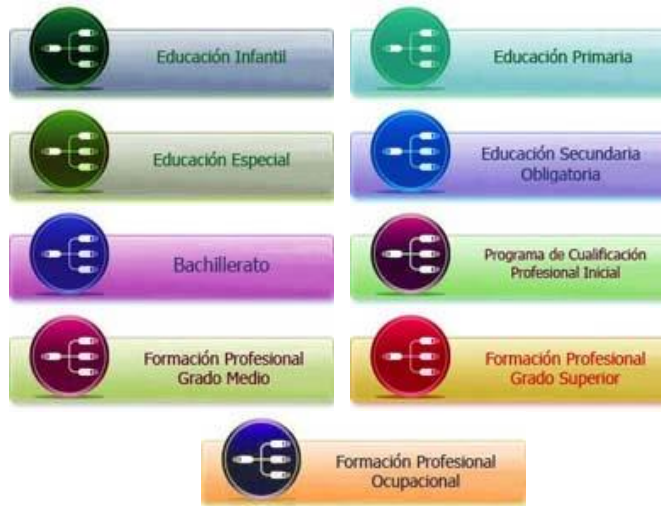 Educación Infantil
Educación Primaria
Educación Especial
Educación Secundaria
Obligatoria
Bachillerato
Programa de Cualificación
Profesional Inicial
Formación Profesional
Grado Medio
Formación Profesional
Grado Superior
Formación Profesional
Ocupacional